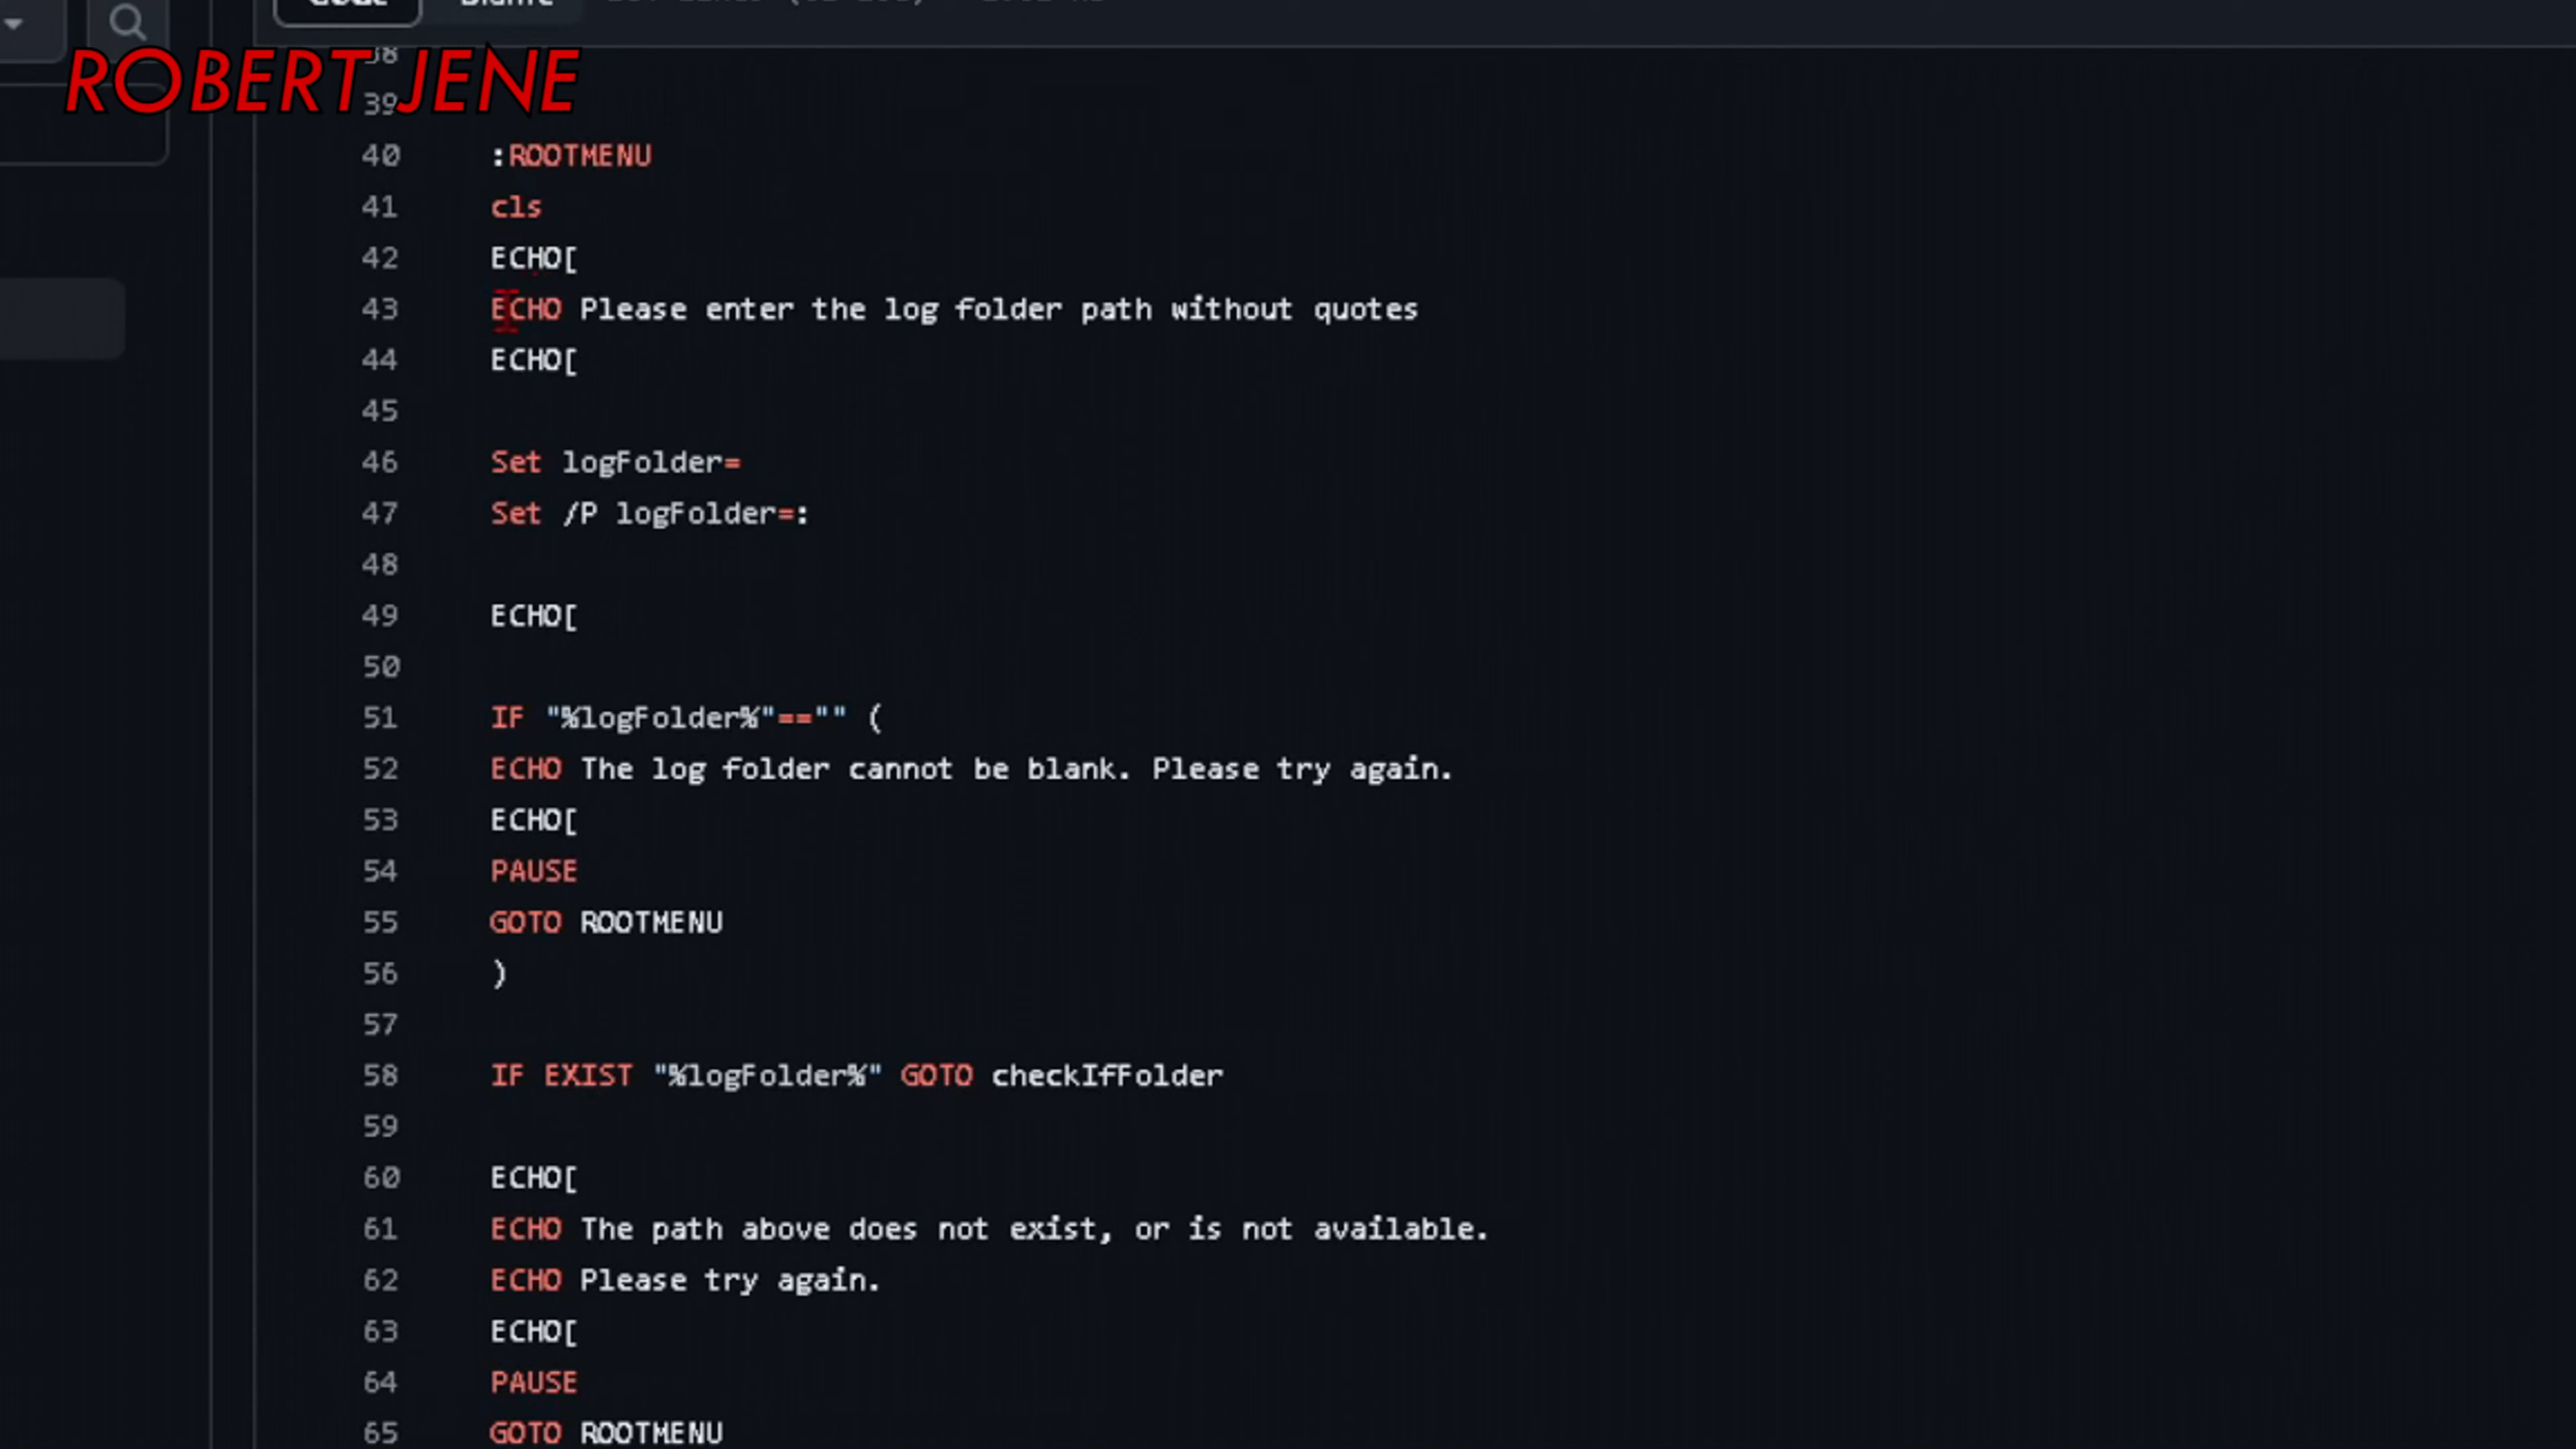 Code Blame
ROBERT JENE
38
39
40 :ROOTMENU
41 cls
42 ECHO[
43 ECHO Please enter the log folder path without quotes
44 ECHO[
45
46 Set logFolder=
47 Set /P logFolder=:
48
49 ECHO[
50
51 IF "%logFolder%"=="" (
52 ECHO The log folder cannot be blank. Please try again.
53 ECHO[
54 PAUSE
55 GOTO ROOTMENU
56 )
57
58 IF EXIST "%logFolder%" GOTO checkIfFolder
59
60 ECHO[
61 ECHO The path above does not exist, or is not available.
62 ECHO Please try again.
63 ECHO[
64 PAUSE
65 GOTO ROOTMENU